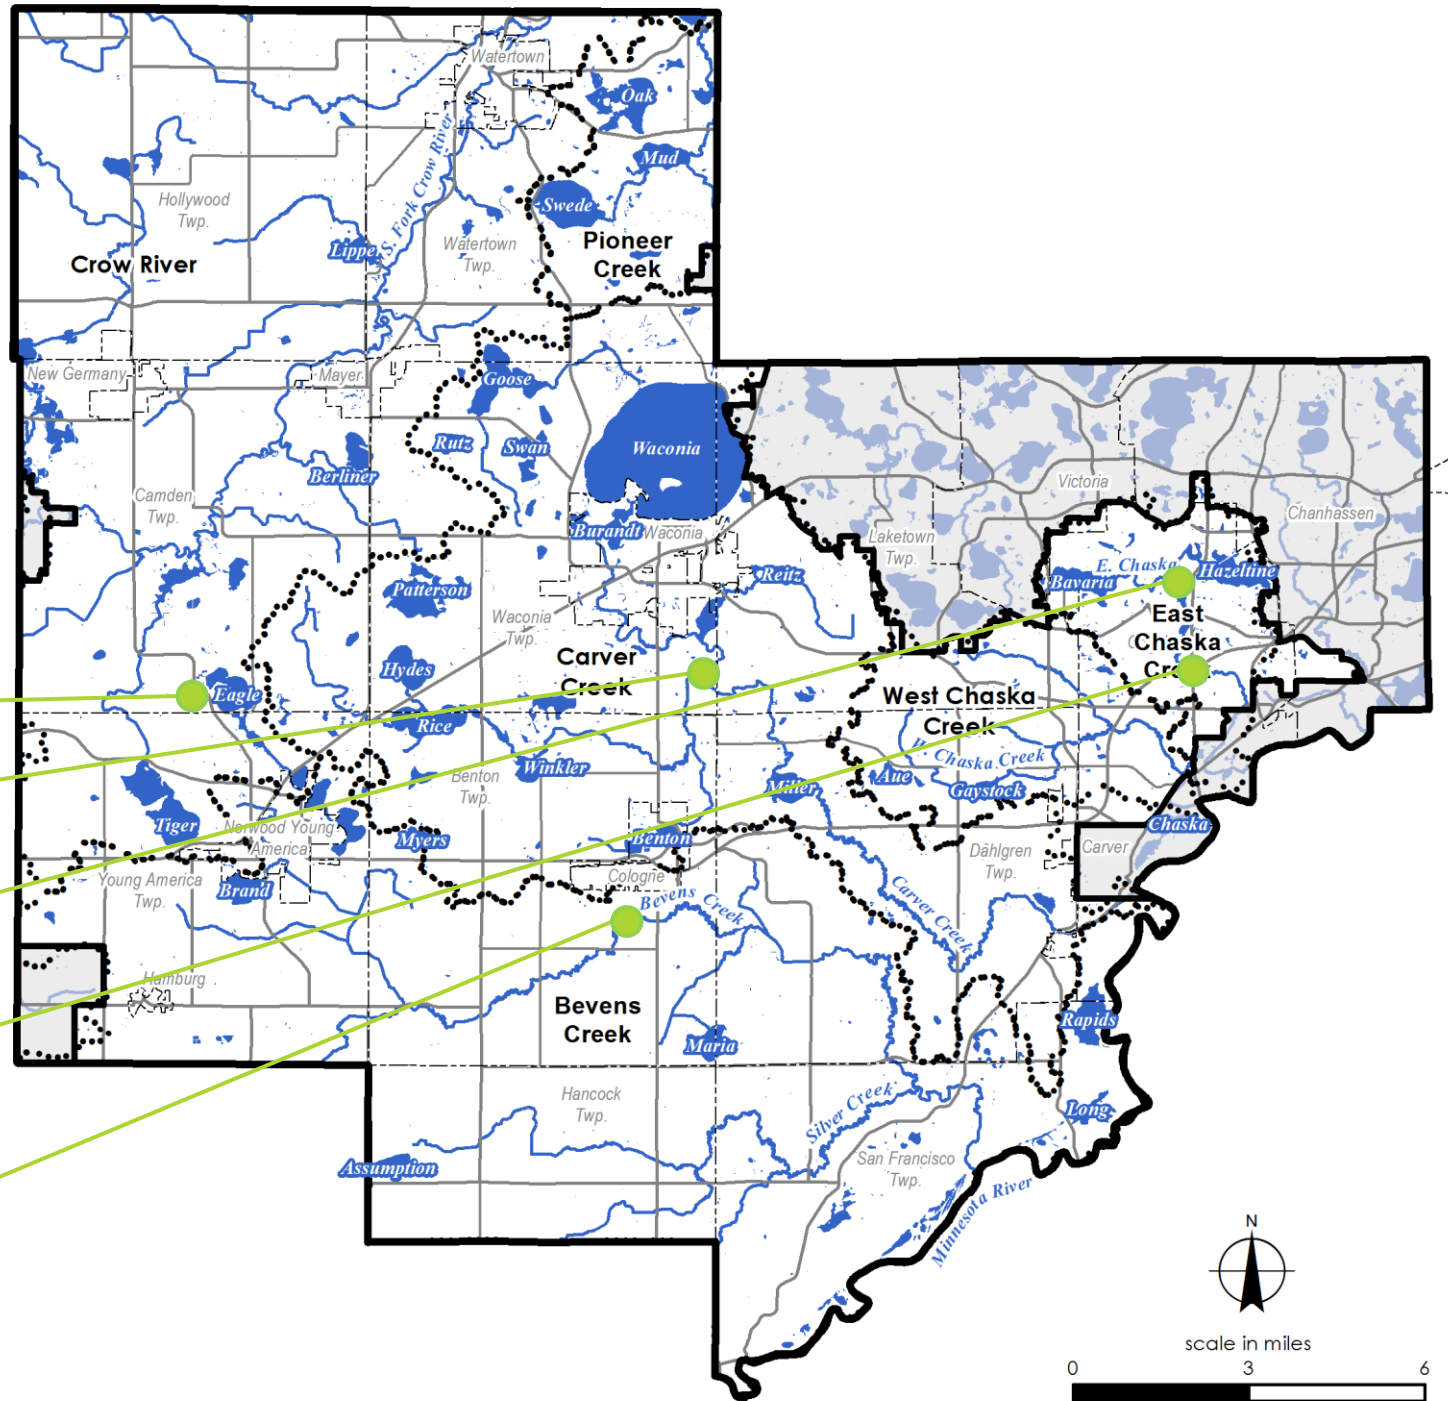 Watertown
Oak
Mud
S. Fork Crow River
Hollywood
Twp.
Swede
Lippe
Watertown
Twp.
Pioneer
Creek
Crow River
New Germany
Mayer
Goose
Rutz
Swan
Waconia
Berliner
Camden
Twp.
Victoria
Chanhassen
Burandt
Waconia
Laketown
Twp.
Reitz
E. Chaska
Bavaria
Hazeltine
Patterson
Waconia
Twp.
East
Chaska
Carver
Creek
Hydes
Eagle
West Chaska
Creek
Rice
W. Chaska Creek
Winkler
Benton
Twp.
Miller
Aue
Gaystock
Tiger
Norwood Young
America
Myers
Benton
Chaska
Dahlgren
Twp.
Carver
Young America
Twp.
Brand
Cologne
Bevens Creek
Carver Creek
Hamburg
Bevens
Creek
Rapids
Maria
Hancock
Twp.
Silver Creek
Long
Assumption
San Francisco
Twp.
Minnesota River
N
scale in miles
0 3 6